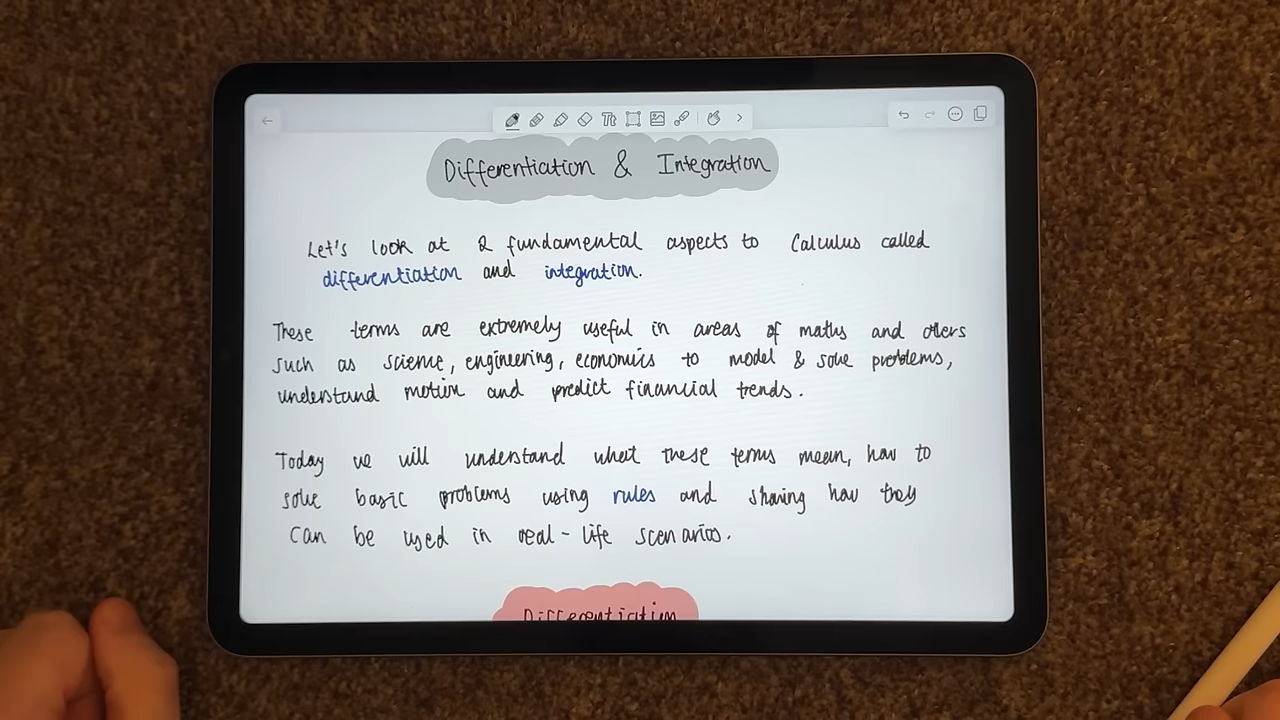 Differentiation & Integration
Let's look at 2 fundamental aspects to Calculus called
differentiation and integration.
These terms are extremely useful in areas of maths and others
such as science, engineering, economics to model & solve problems,
understand motion and predict financial trends.
Today we will understand what these terms mean, how to
solve basic problems using rules and showing how they
can be used in real-life scenarios.
Differentiation